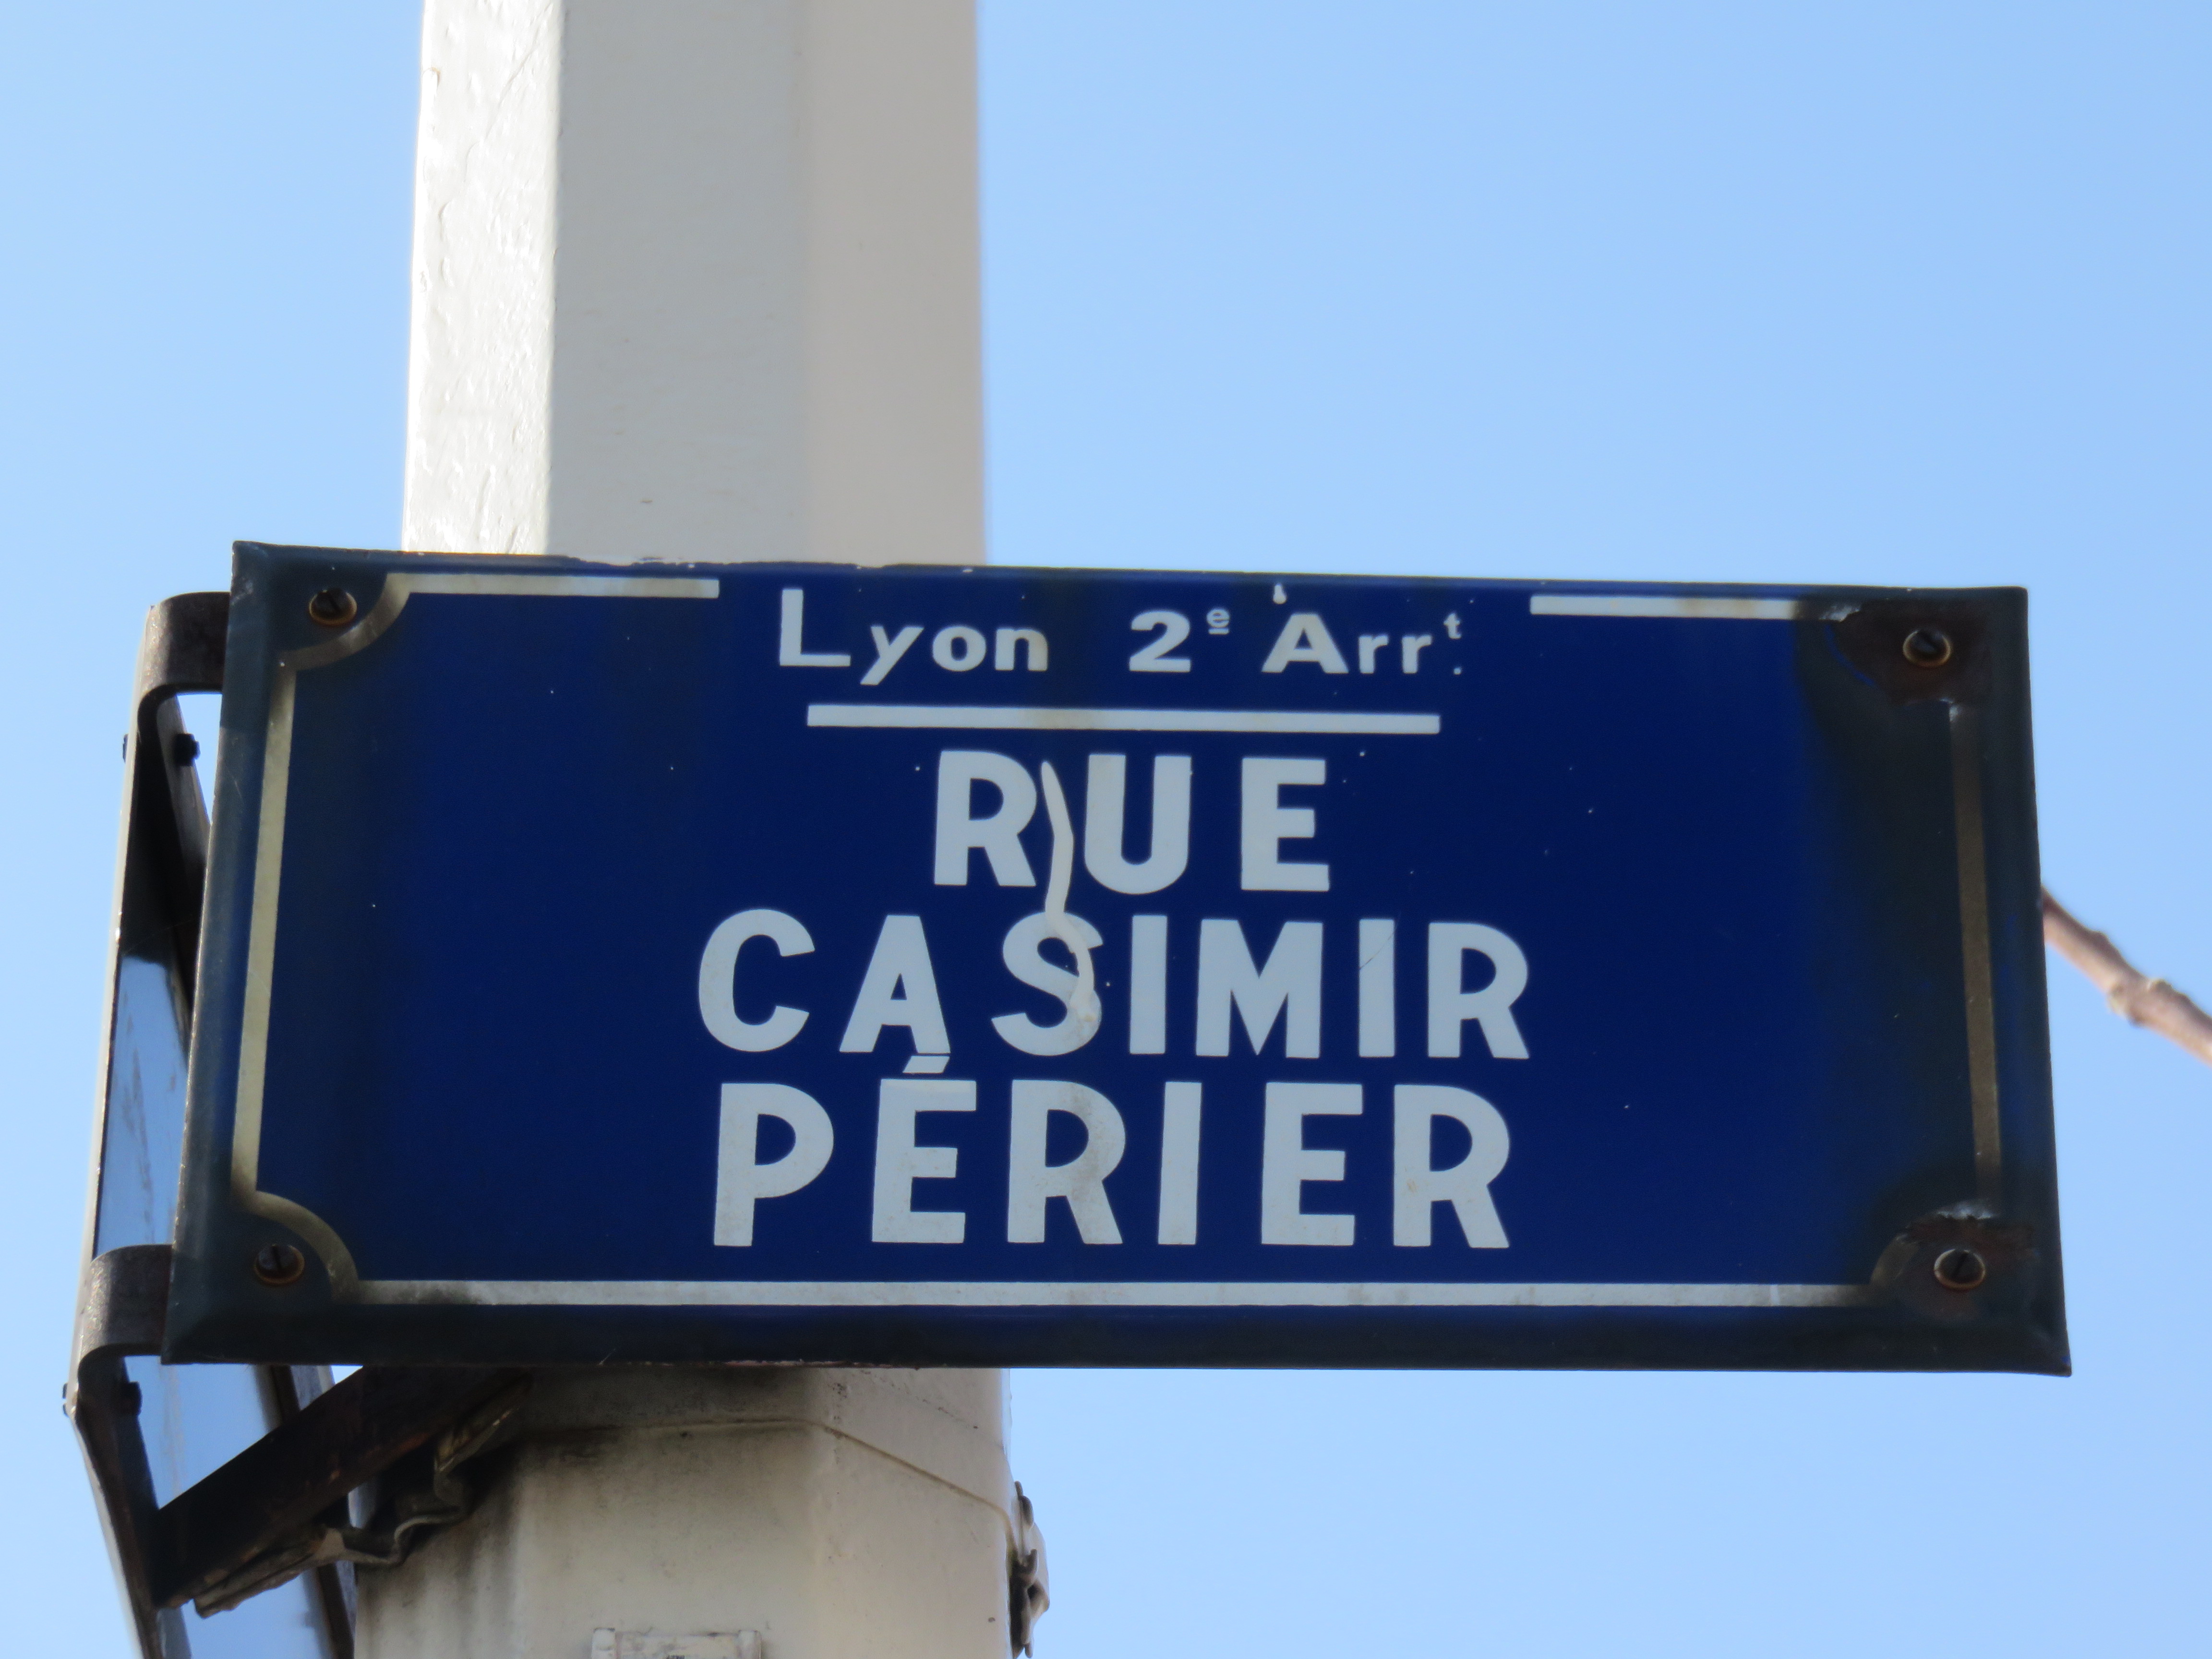 Lyon 2e Arrt.
RUE
CASIMIR
PÉRIER